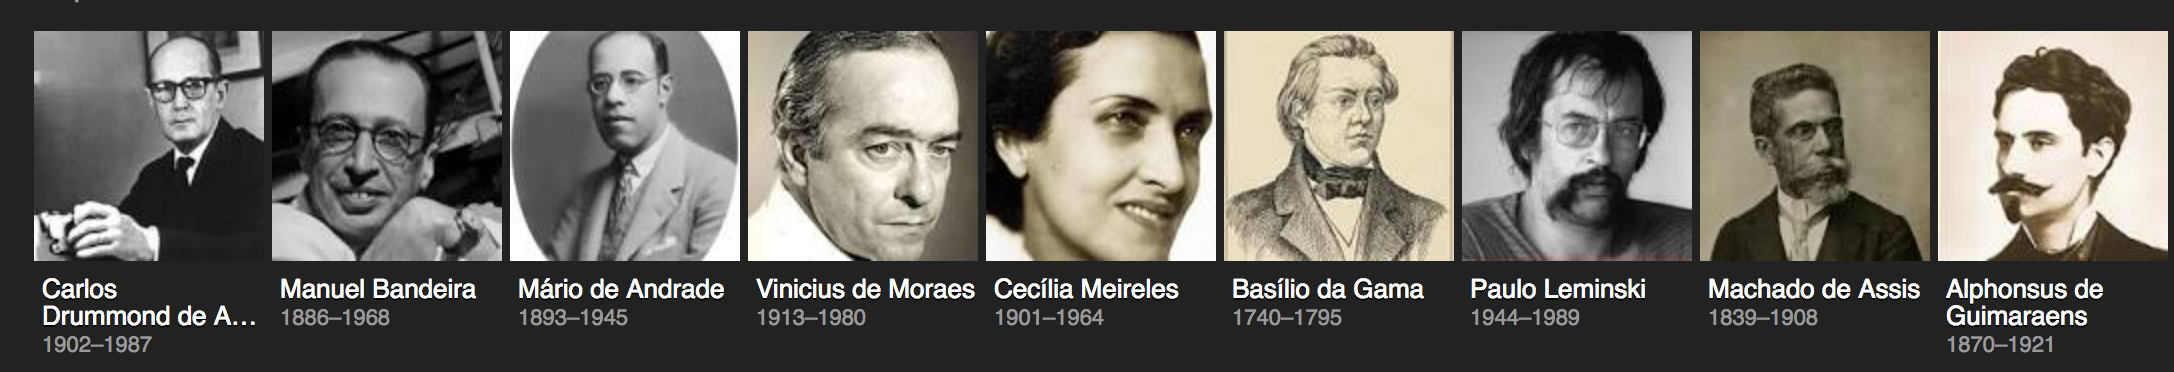 Carlos
Drummond de A...
1902–1987
Manuel Bandeira
1886–1968
Mário de Andrade
1893–1945
Vinicius de Moraes
1913–1980
Cecília Meireles
1901–1964
Basílio da Gama
1740–1795
Paulo Leminski
1944–1989
Machado de Assis
1839–1908
Alphonsus de
Guimaraens
1870–1921